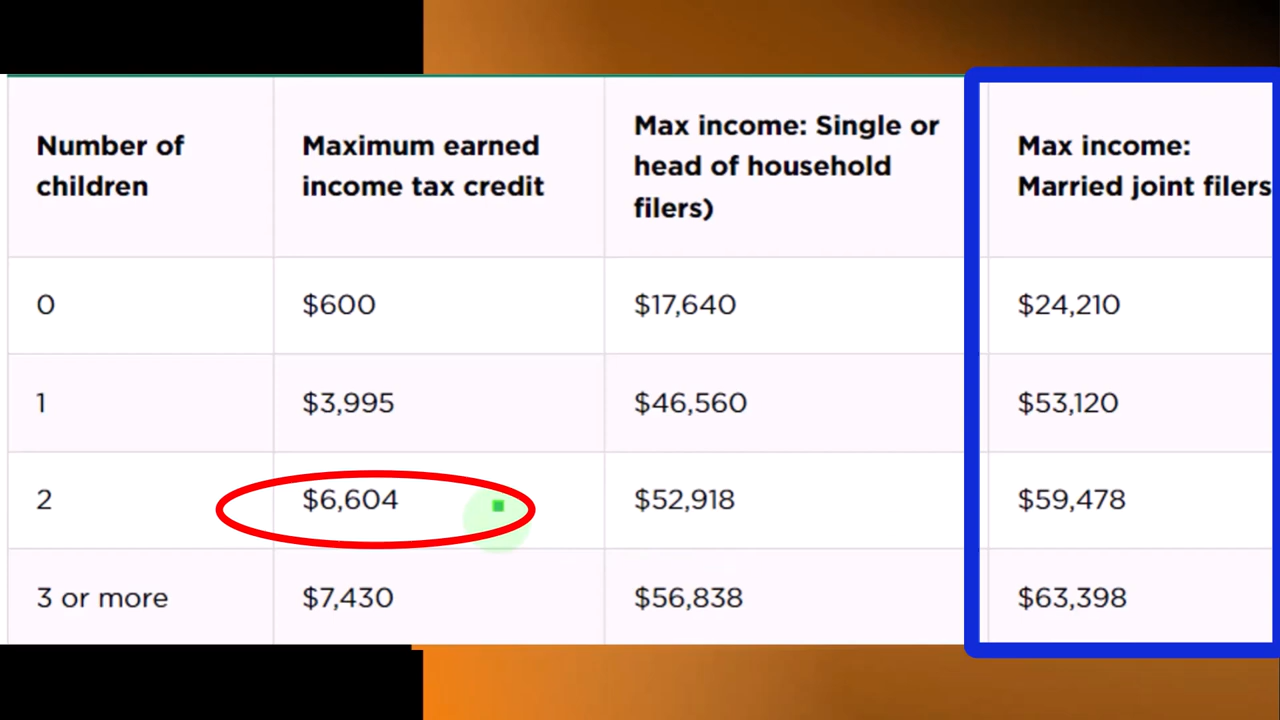 Number of
children
Maximum earned
income tax credit
Max income: Single or
head of household
filers)
Max income:
Married joint filers
0
$600
$17,640
$24,210
1
$3,995
$46,560
$53,120
2
$6,604
$52,918
$59,478
3 or more
$7,430
$56,838
$63,398